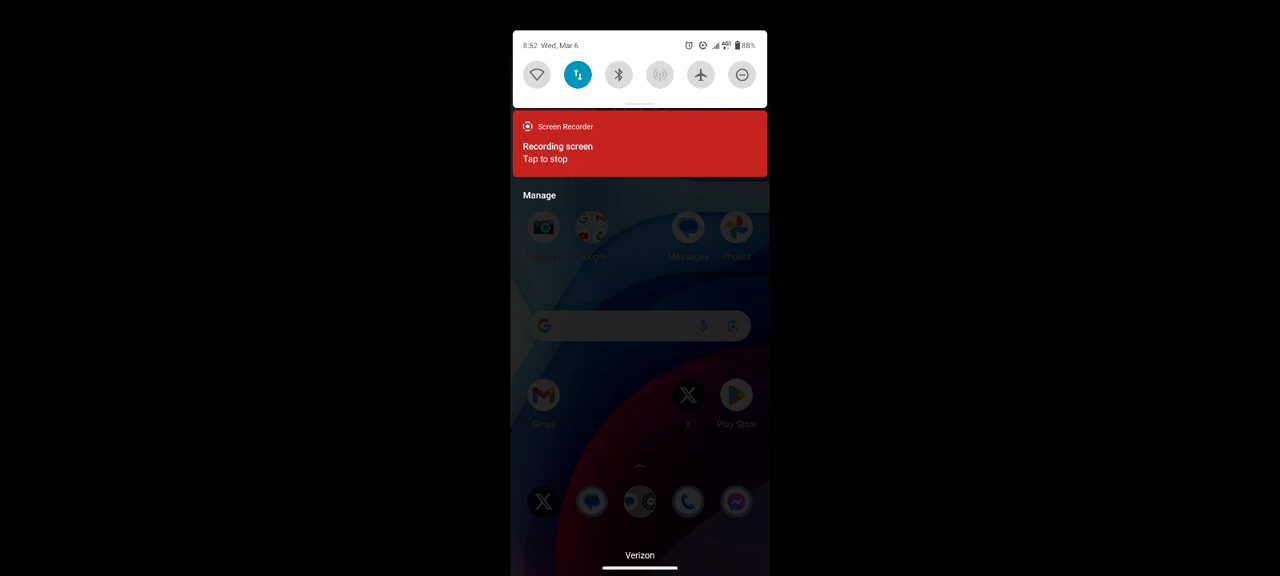 8:52 Wed, Mar 6
88%
Screen Recorder
Recording screen
Tap to stop
Manage
Google
Messages
Photos
Gmail
X
Play Store
Verizon